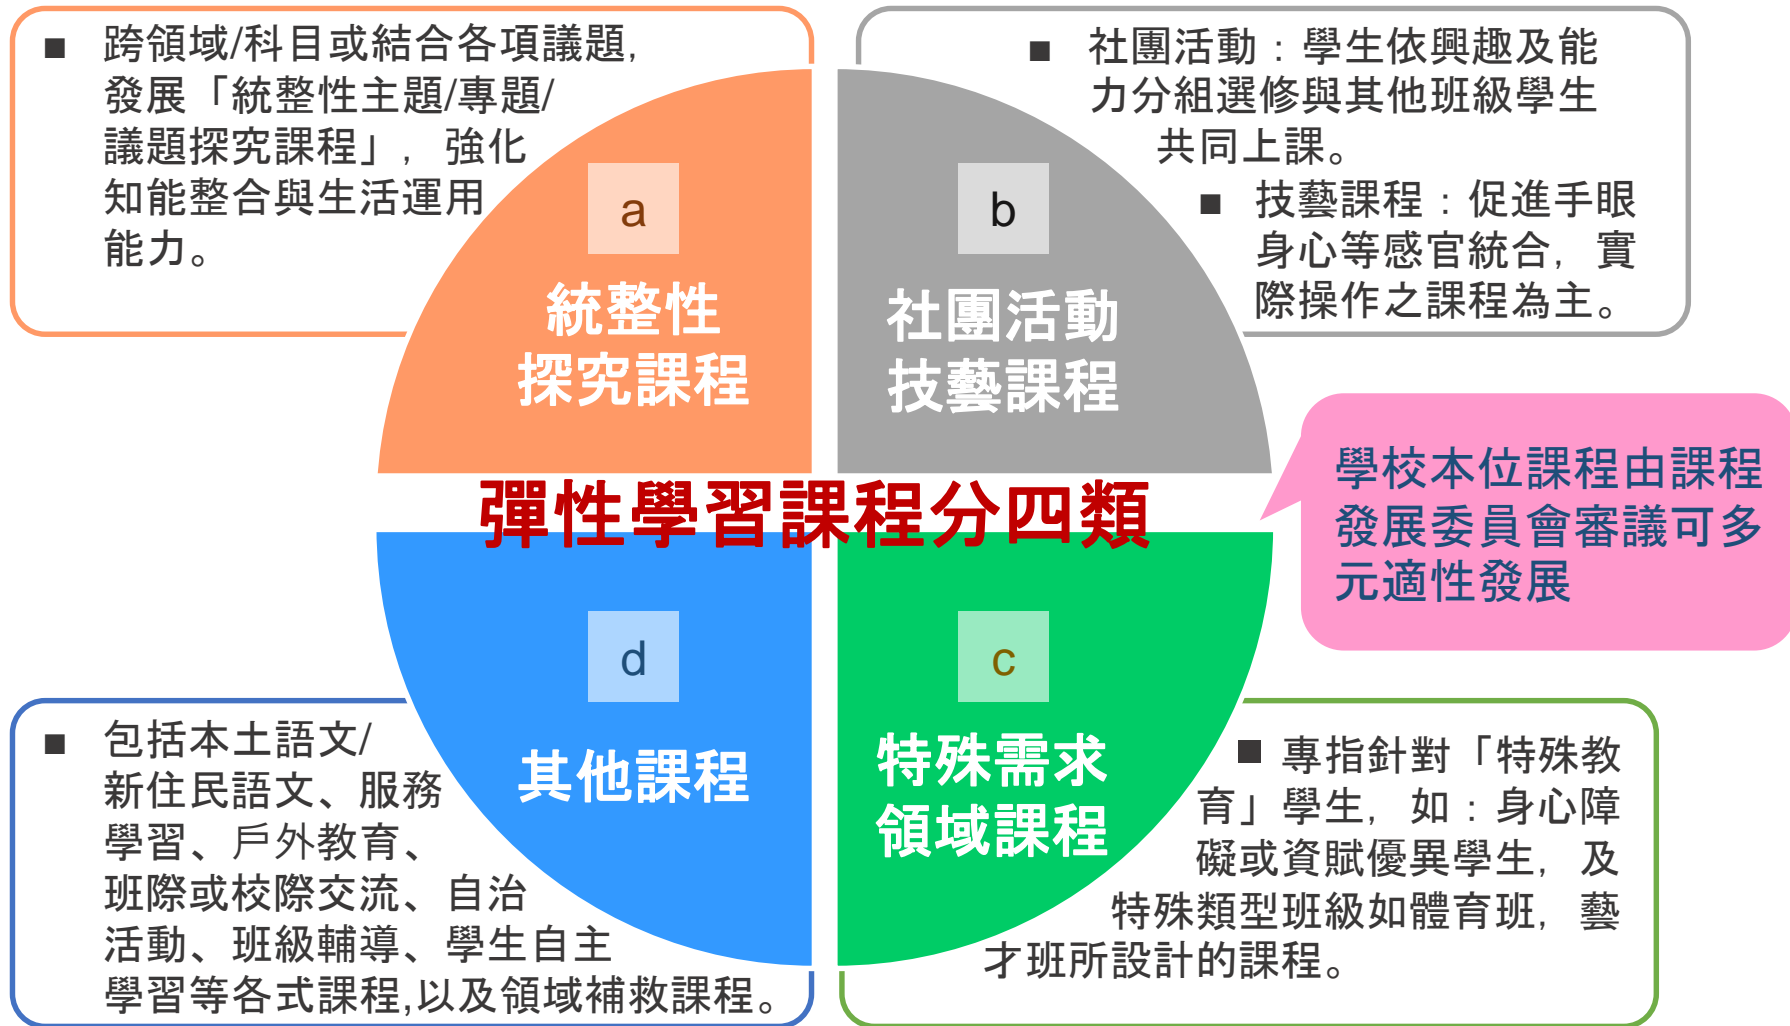 ■ 跨領域/科目或結合各項議題,
發展「統整性主題/專題/
議題探究課程」, 強化
知能整合與生活運用
能力。
a
統整性
探究課程
■ 社團活動：學生依興趣及能
力分組選修與其他班級學生
共同上課。
■ 技藝課程：促進手眼
身心等感官統合, 實
際操作之課程為主。
b
社團活動
技藝課程
彈性學習課程分四類
學校本位課程由課程
發展委員會審議可多
元適性發展
d
其他課程
■ 包括本土語文/
新住民語文、服務
學習、戶外教育、
班際或校際交流、自治
活動、班級輔導、學生自主
學習等各式課程,以及領域補救課程。
c
特殊需求
領域課程
■ 專指針對「特殊教
育」學生, 如：身心障
礙或資賦優異學生, 及
特殊類型班級如體育班, 藝
才班所設計的課程。